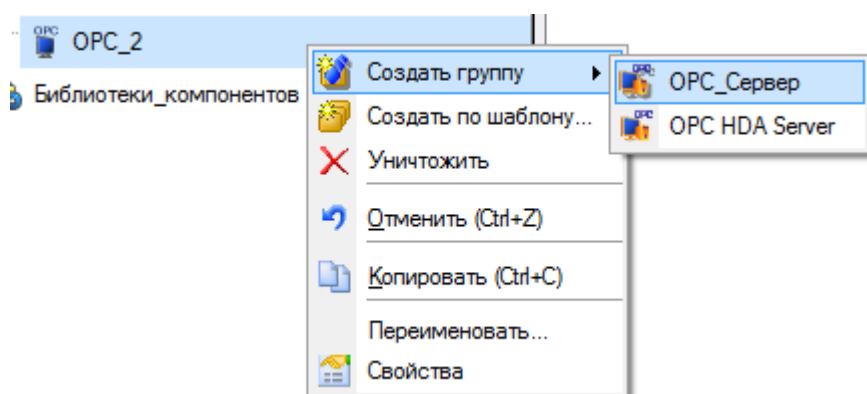 OPC_2
Библиотеки_компонентов
Создать группу
Создать по шаблону...
Уничтожить
Отменить (Ctrl+Z)
Копировать (Ctrl+C)
Переименовать...
Свойства
OPC_Сервер
OPC HDA Server